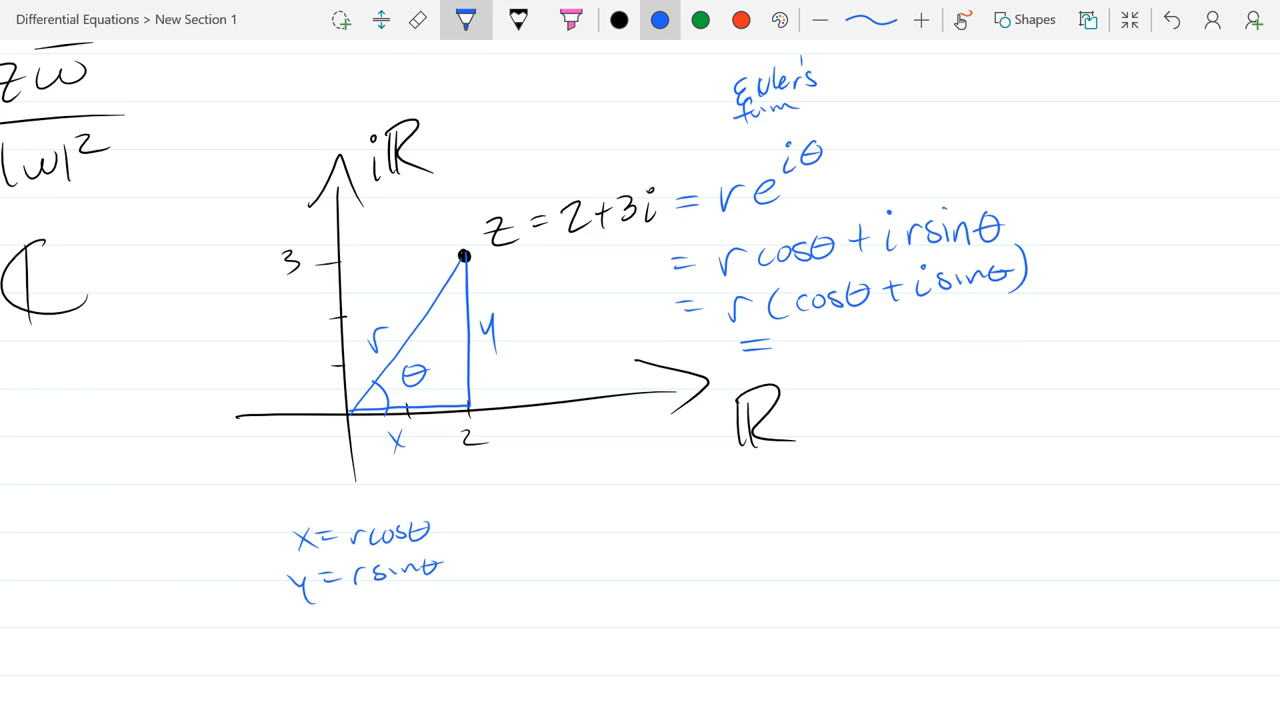 Differential Equations > New Section 1
Shapes
z w̅
|w|²
ℂ
iℝ
Euler's
form
z = 2+3i = re^{iθ}
= r cosθ + i r sinθ
= r (cosθ + i sinθ)
=
3
r
y
θ
x
2
ℝ
x = r cosθ
y = r sinθ